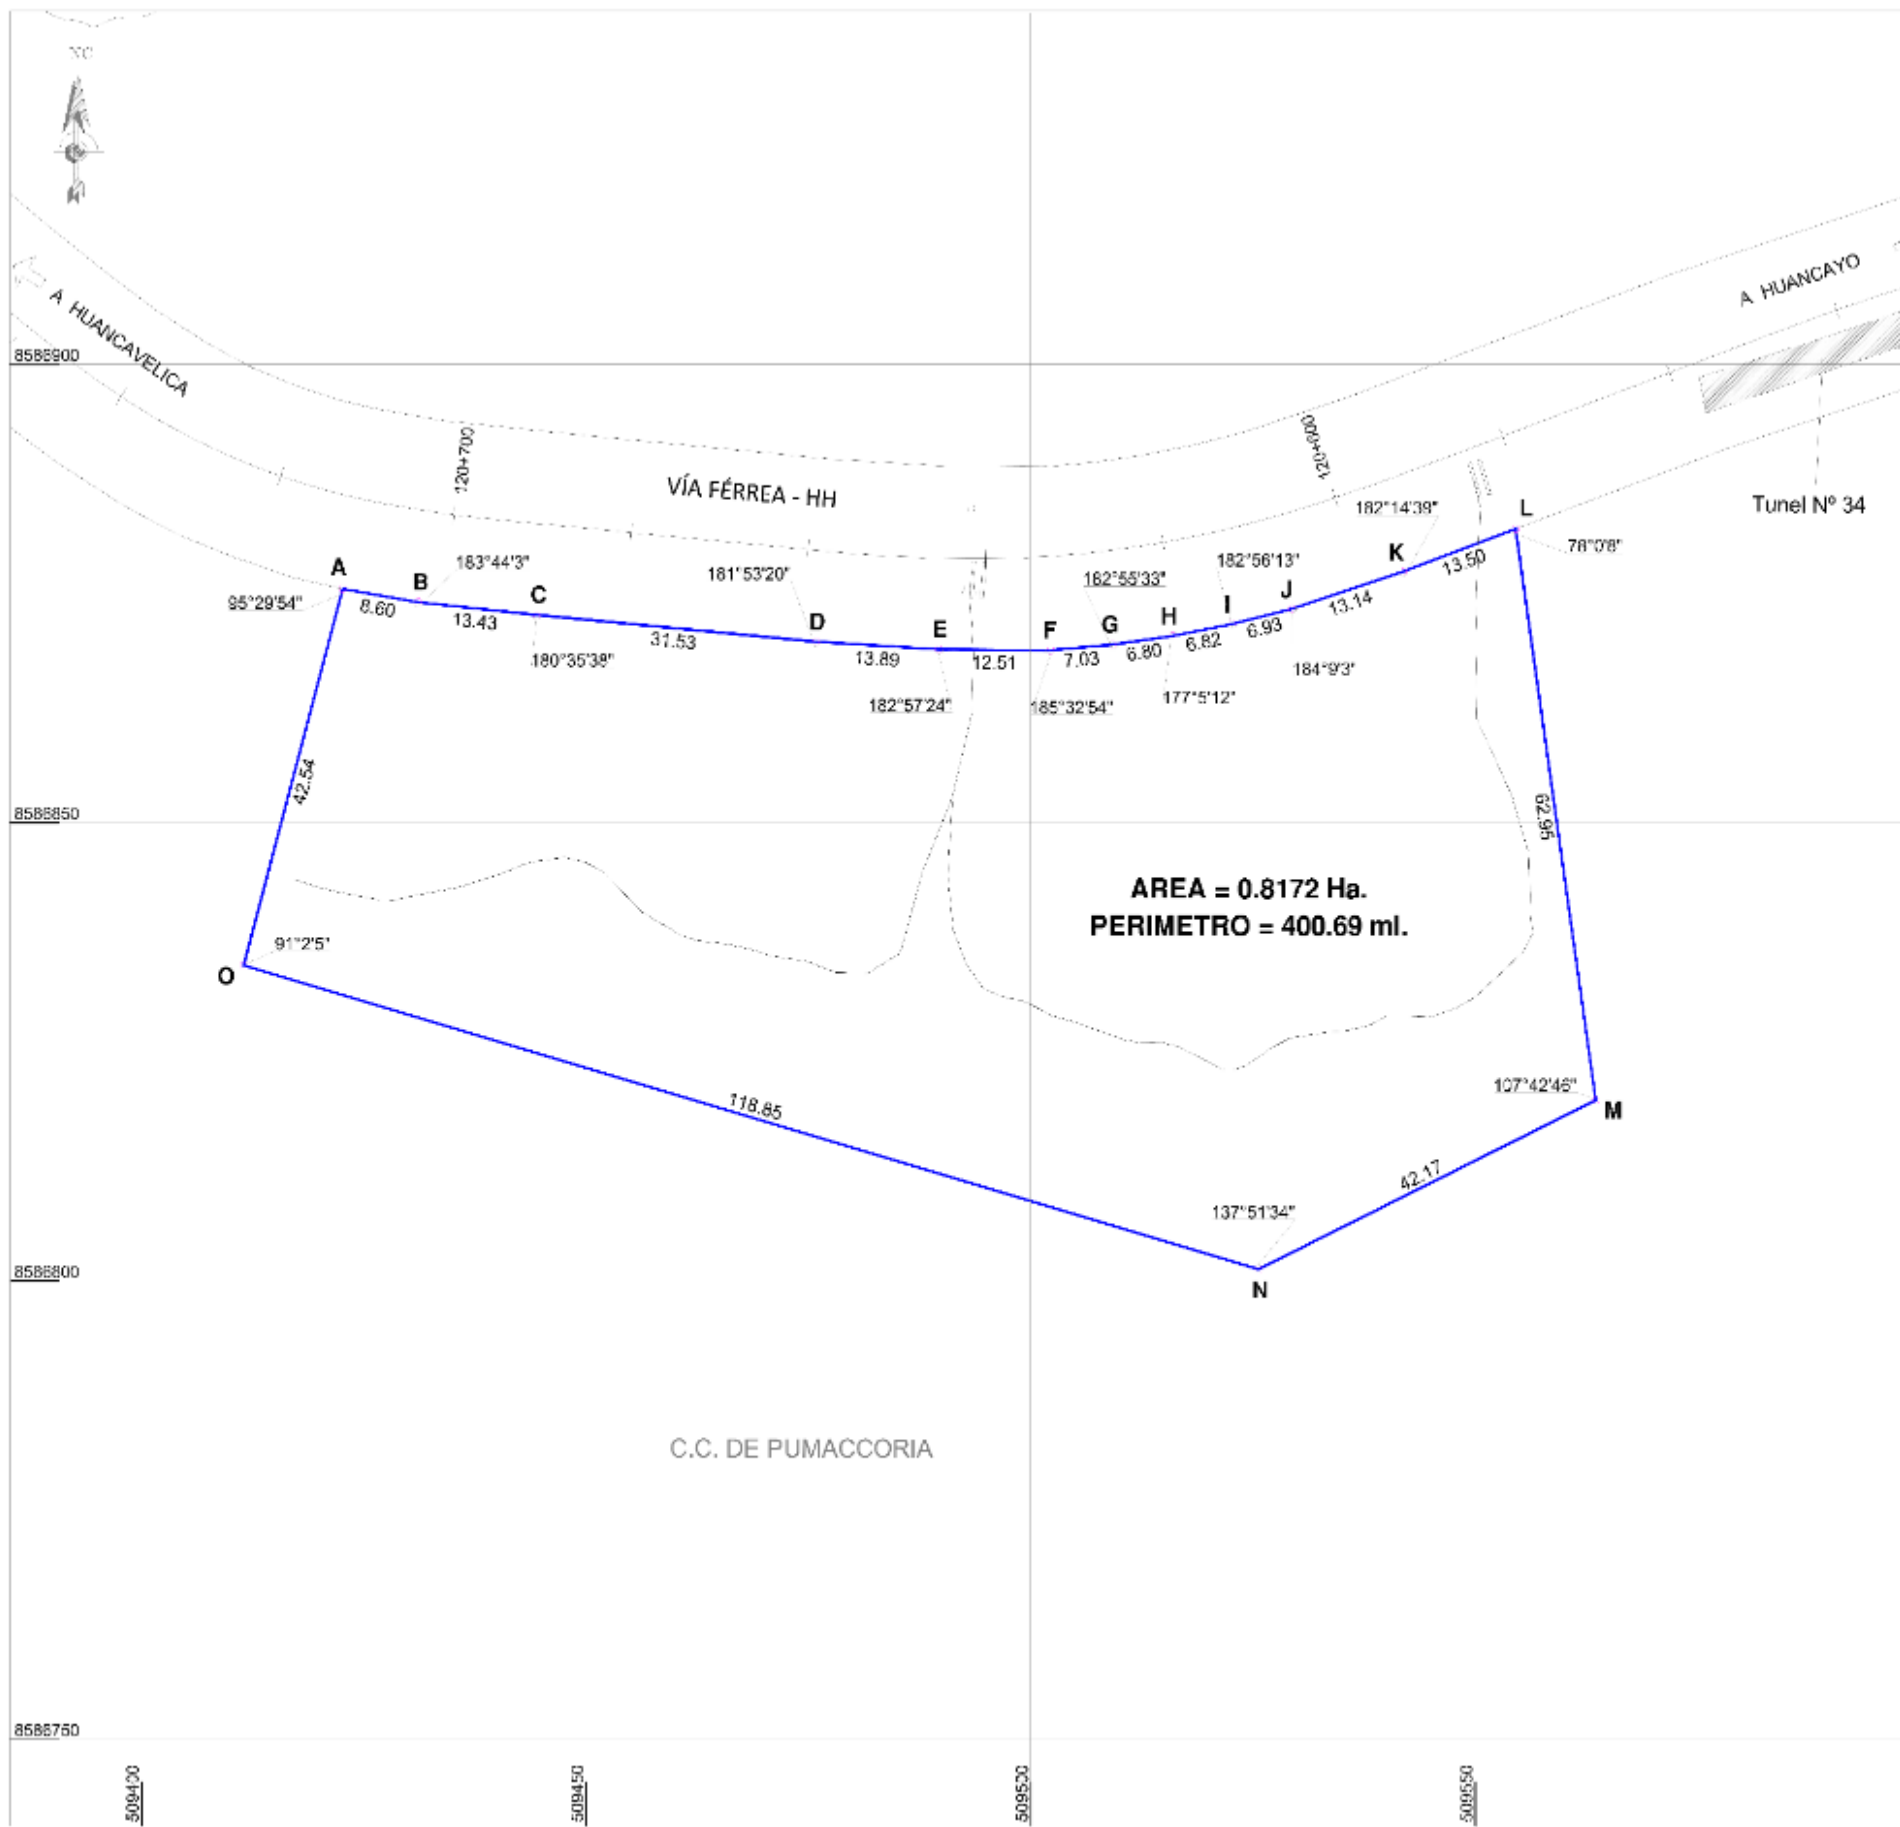 NC
A HUANCAYO
A HUANCAVELICA
8586900
120+700
120+600
VÍA FÉRREA - HH
182°14'39"
L
Tunel Nº 34
78°0'8"
K
13.50
A
B
183°44'3"
C
181°53'20"
D
E
F
182°55'33"
G
H
182°56'13"
I
J
13.14
95°29'54"
8.60
13.43
31.53
13.89
12.51
7.03
6.80
6.82
6.93
180°35'38"
182°57'24"
185°32'54"
177°5'12"
184°9'3"
42.54
62.95
8586850
AREA = 0.8172 Ha.
PERIMETRO = 400.69 ml.
91°2'5"
O
118.85
107°42'46"
M
42.17
137°51'34"
N
8586800
C.C. DE PUMACCORIA
8586750
509400
509450
509500
509550